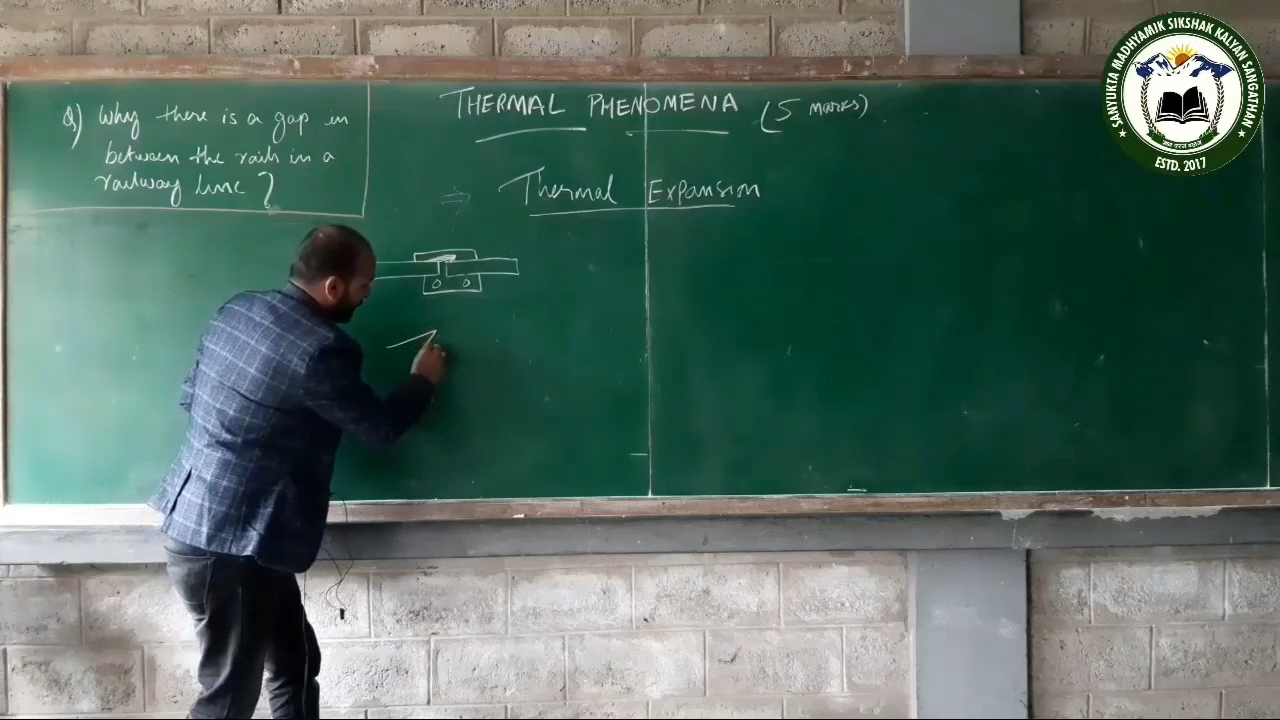 Q) Why there is a gap in
between the rails in a
railway line?
THERMAL PHENOMENA (5 marks)
⇒ Thermal Expansion
SANYUKTA MADHYAMIK SIKSHAK KALYAN SANGATHAN
ESTD. 2017